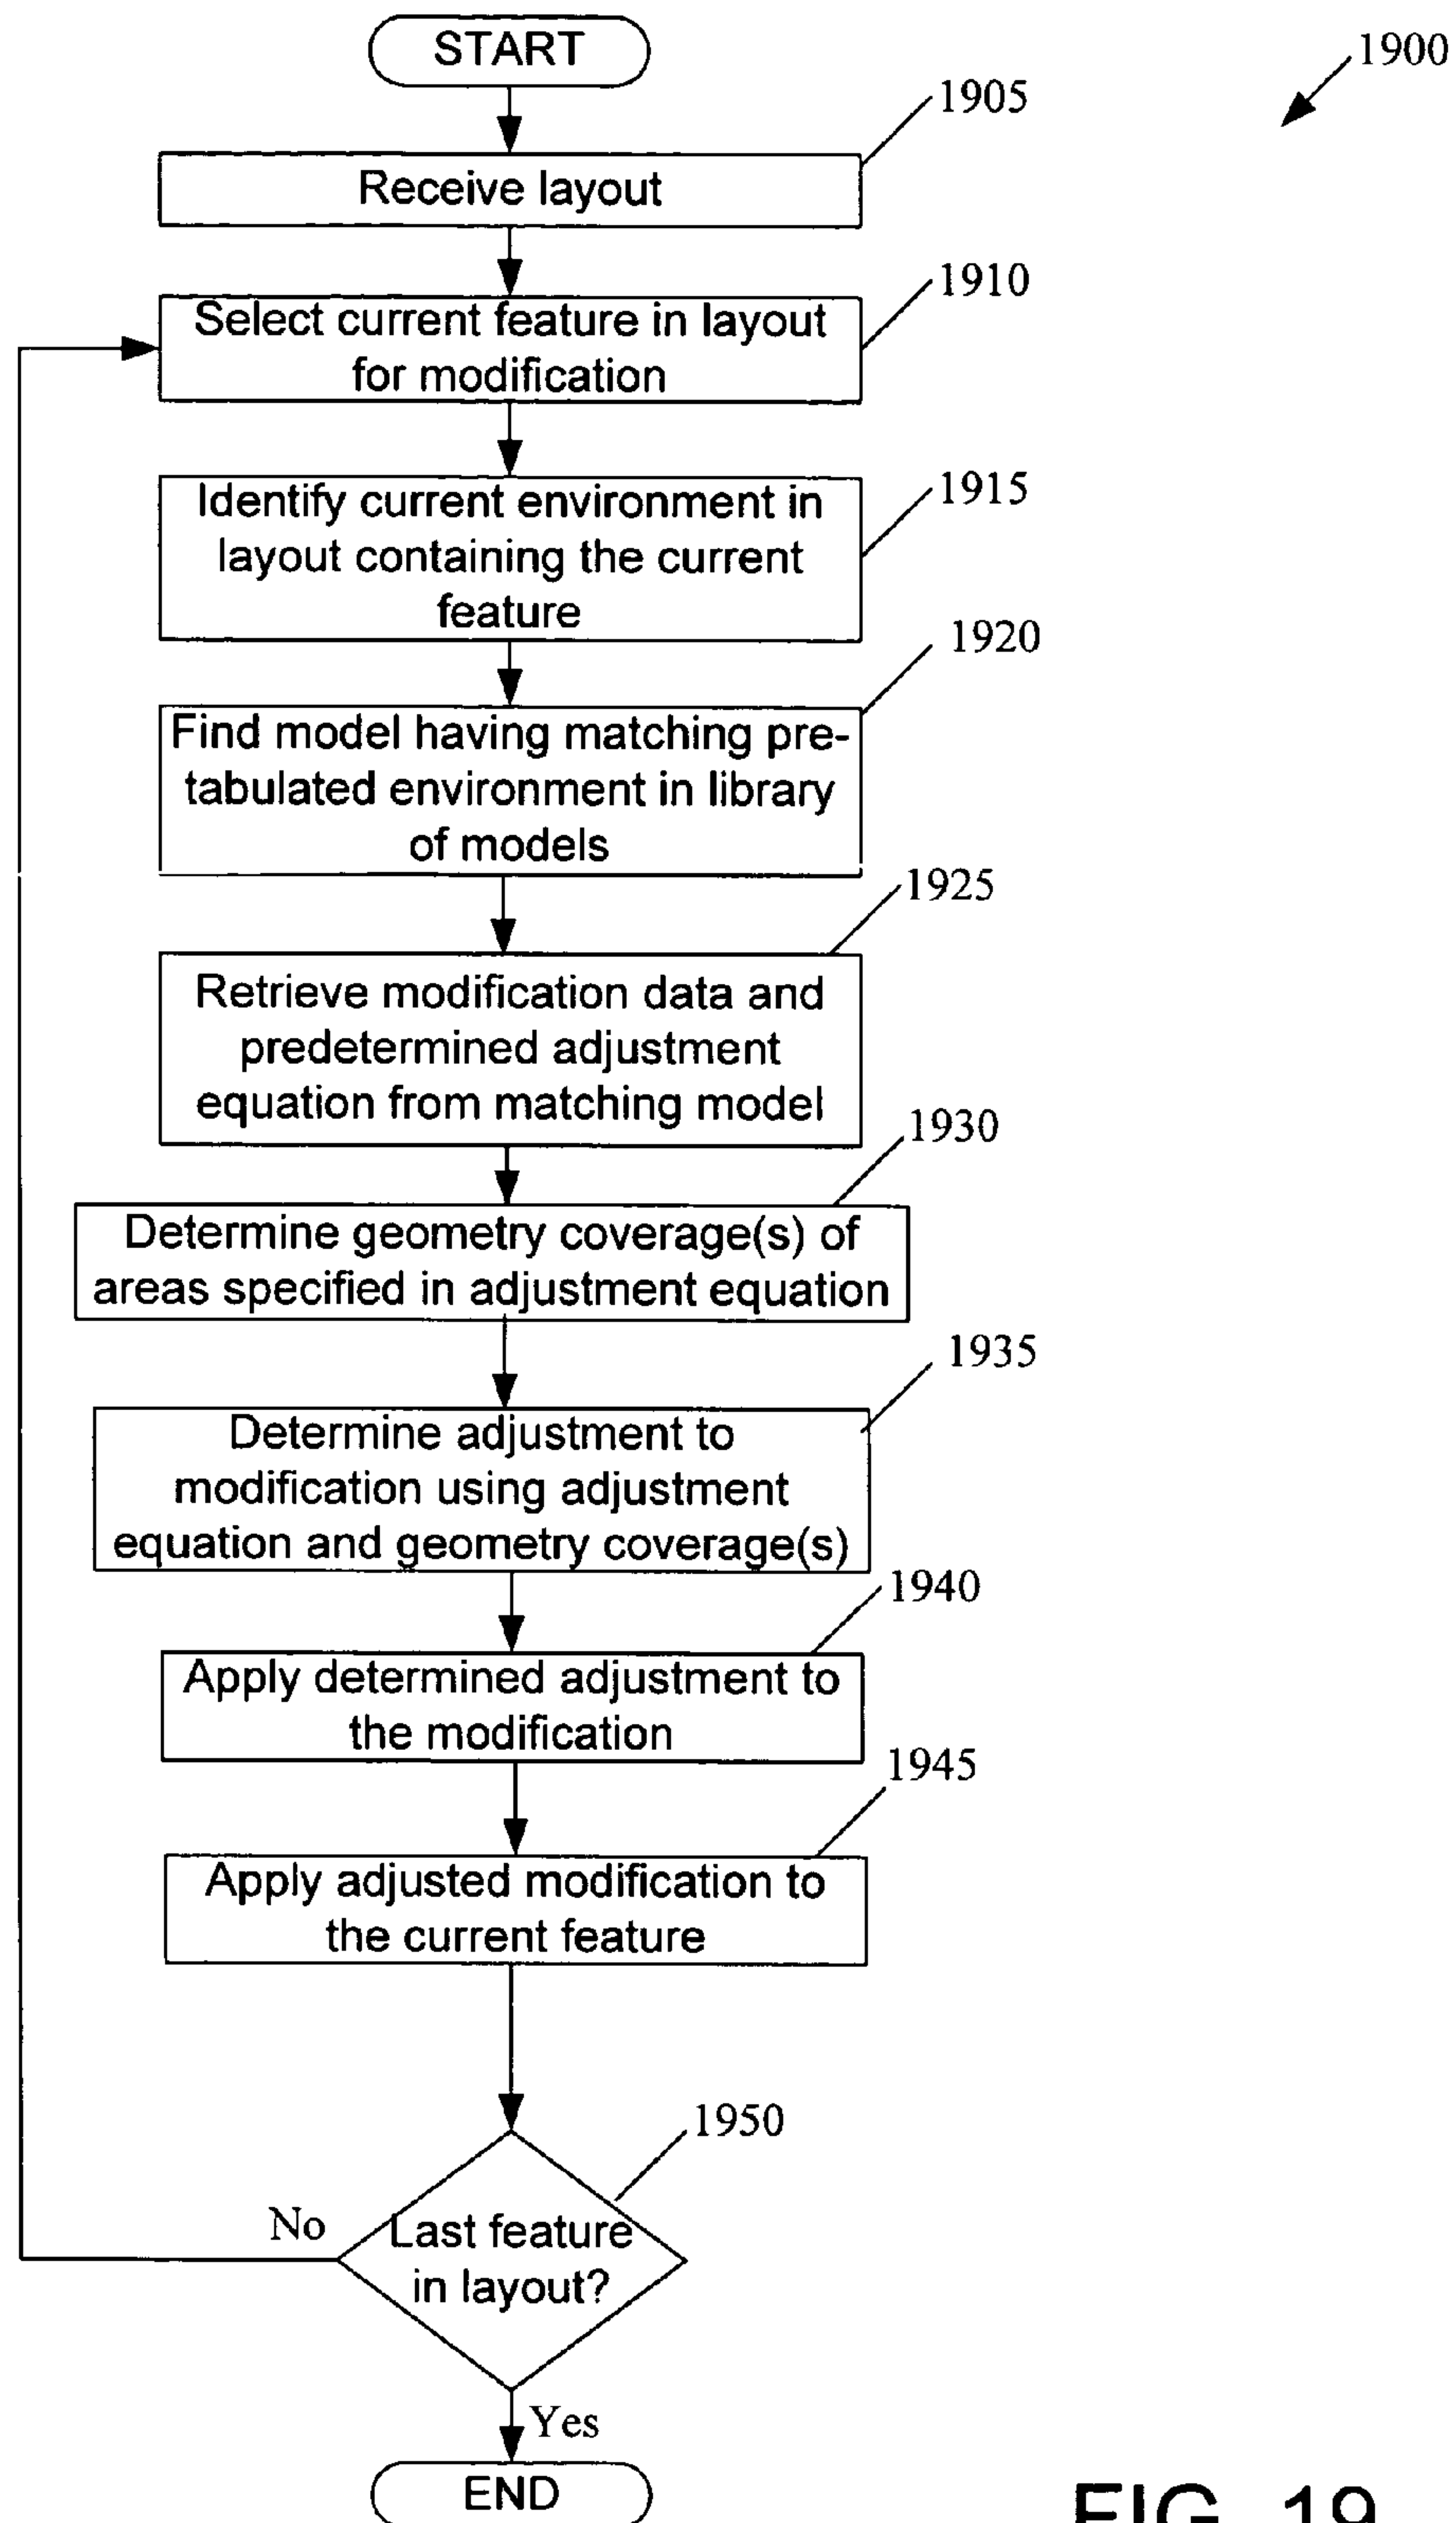 START
1900
1905
Receive layout
1910
Select current feature in layout
for modification
1915
Identify current environment in
layout containing the current
feature
1920
Find model having matching pre-
tabulated environment in library
of models
1925
Retrieve modification data and
predetermined adjustment
equation from matching model
1930
Determine geometry coverage(s) of
areas specified in adjustment equation
1935
Determine adjustment to
modification using adjustment
equation and geometry coverage(s)
1940
Apply determined adjustment to
the modification
1945
Apply adjusted modification to
the current feature
1950
No
Last feature
in layout?
Yes
END
FIG. 19